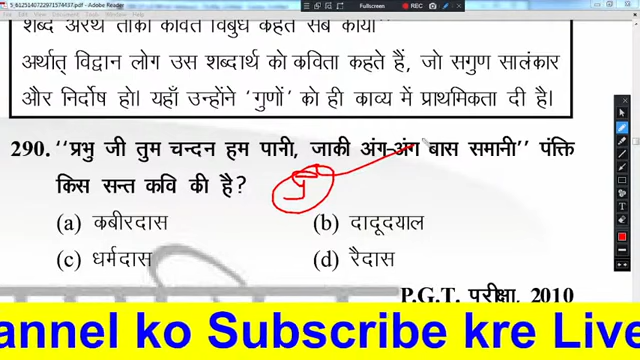 5_6125140722971574437.pdf - Adobe Reader
Fullscreen
REC
शब्द अरथ ताको कवित विबुध कहत सब कोय।
अर्थात् विद्वान लोग उस शब्दार्थ को कविता कहते हैं, जो सगुण सालंकार
और निर्दोष हो। यहाँ उन्होंने 'गुणों' को ही काव्य में प्राथमिकता दी है।
290. "प्रभु जी तुम चन्दन हम पानी, जाकी अंग-अंग बास समानी" पंक्ति
किस सन्त कवि की है?
(a) कबीरदास (b) दादूदयाल
(c) धर्मदास (d) रैदास
P.G.T. परीक्षा, 2010
annel ko Subscribe kre Live